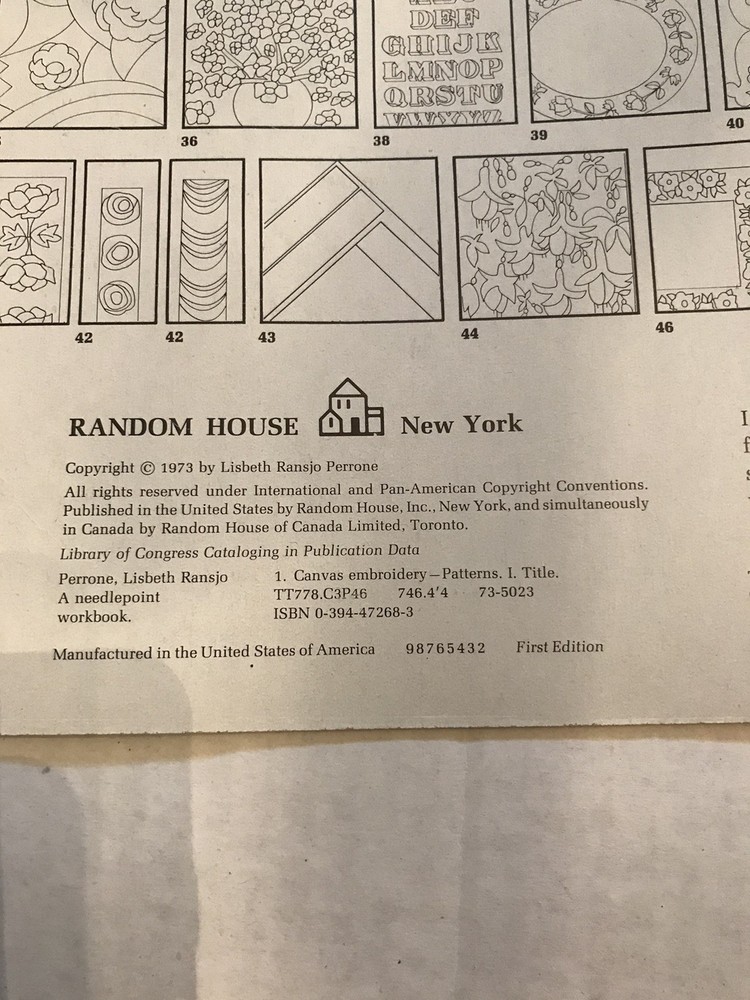 DEF
GHIJK
LMNOP
QRSTU
VWXYZ
36 38 39 40
42 42 43 44 46
RANDOM HOUSE New York
Copyright © 1973 by Lisbeth Ransjo Perrone
All rights reserved under International and Pan-American Copyright Conventions.
Published in the United States by Random House, Inc., New York, and simultaneously
in Canada by Random House of Canada Limited, Toronto.
Library of Congress Cataloging in Publication Data
Perrone, Lisbeth Ransjo 1. Canvas embroidery—Patterns. I. Title.
A needlepoint TT778.C3P46 746.4'4 73-5023
workbook. ISBN 0-394-47268-3
Manufactured in the United States of America 98765432 First Edition